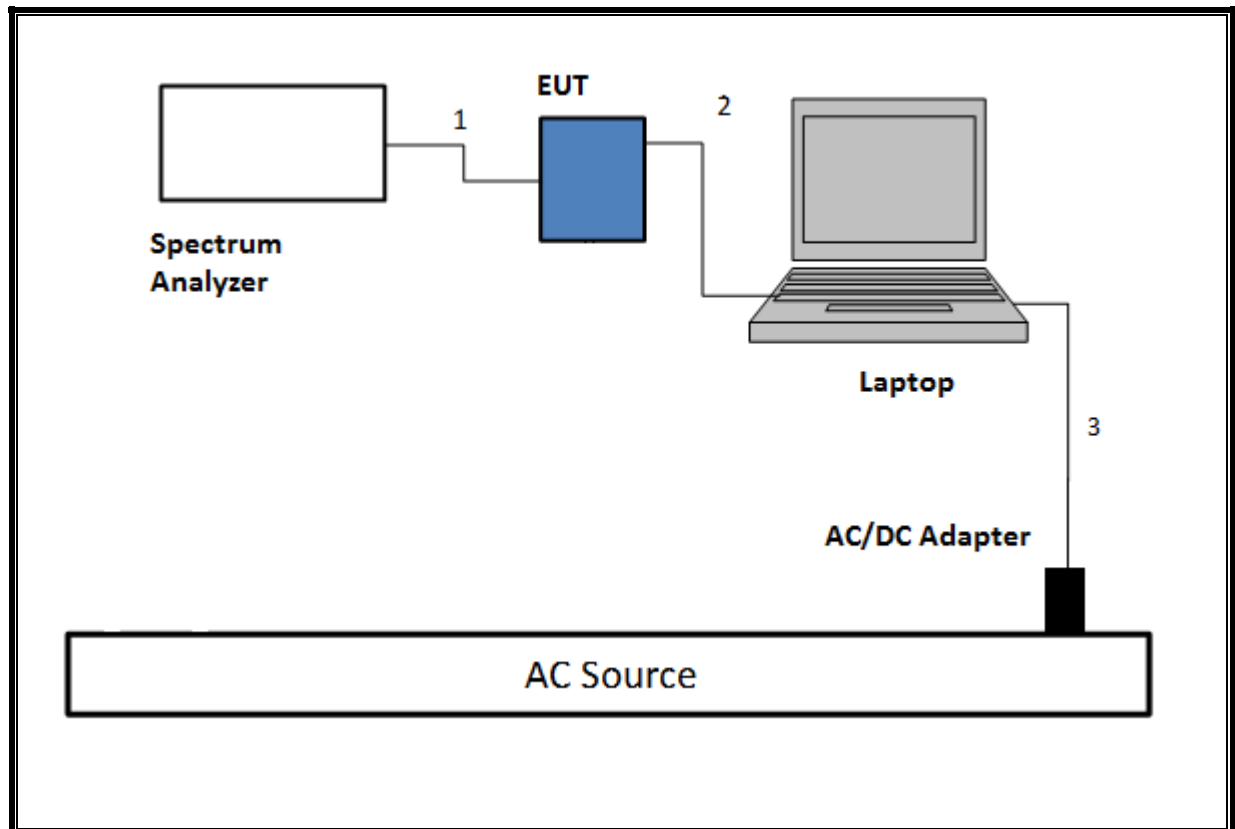 EUT
1
2
Spectrum
Analyzer
Laptop
3
AC/DC Adapter
AC Source